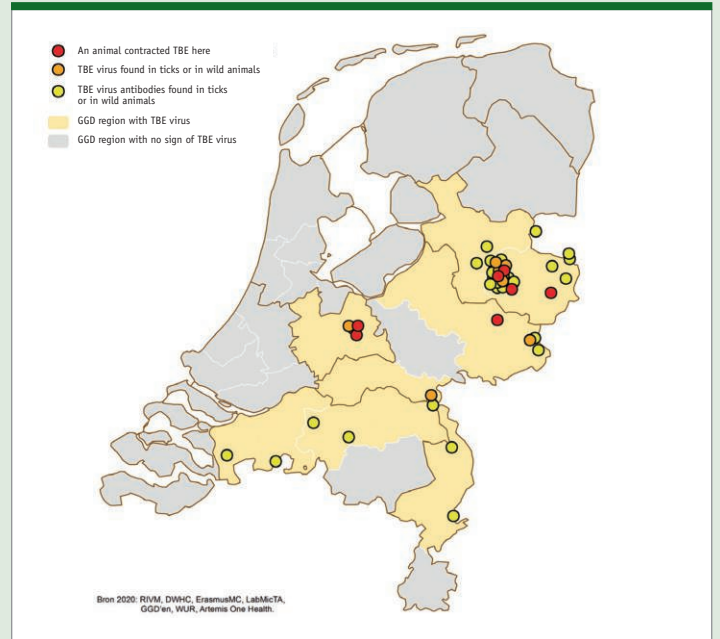 An animal contracted TBE here
TBE virus found in ticks or in wild animals
TBE virus antibodies found in ticks
or in wild animals
GGD region with TBE virus
GGD region with no sign of TBE virus
Bron 2020: RIVM, DWHC, ErasmusMC, LabMicTA,
GGD'en, WUR, Artemis One Health.